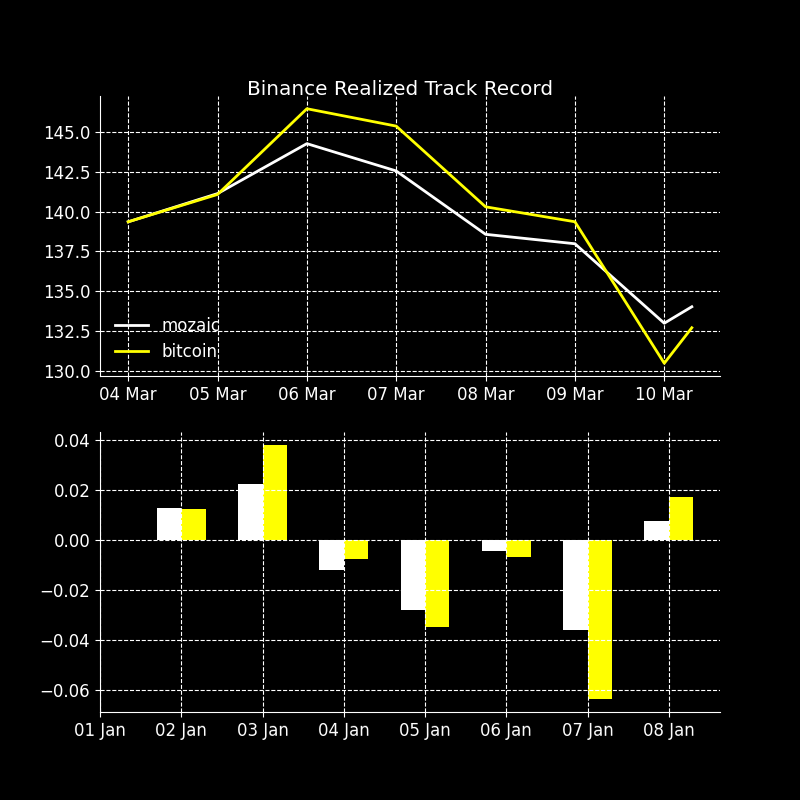 Binance Realized Track Record
145.0
142.5
140.0
137.5
135.0
132.5
130.0
mozaic
bitcoin
04 Mar 05 Mar 06 Mar 07 Mar 08 Mar 09 Mar 10 Mar
0.04
0.02
0.00
−0.02
−0.04
−0.06
01 Jan 02 Jan 03 Jan 04 Jan 05 Jan 06 Jan 07 Jan 08 Jan